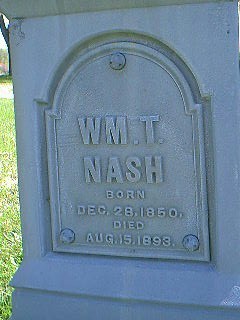 WM. T.
NASH
BORN
DEC. 28, 1850,
DIED
AUG. 15, 1893.